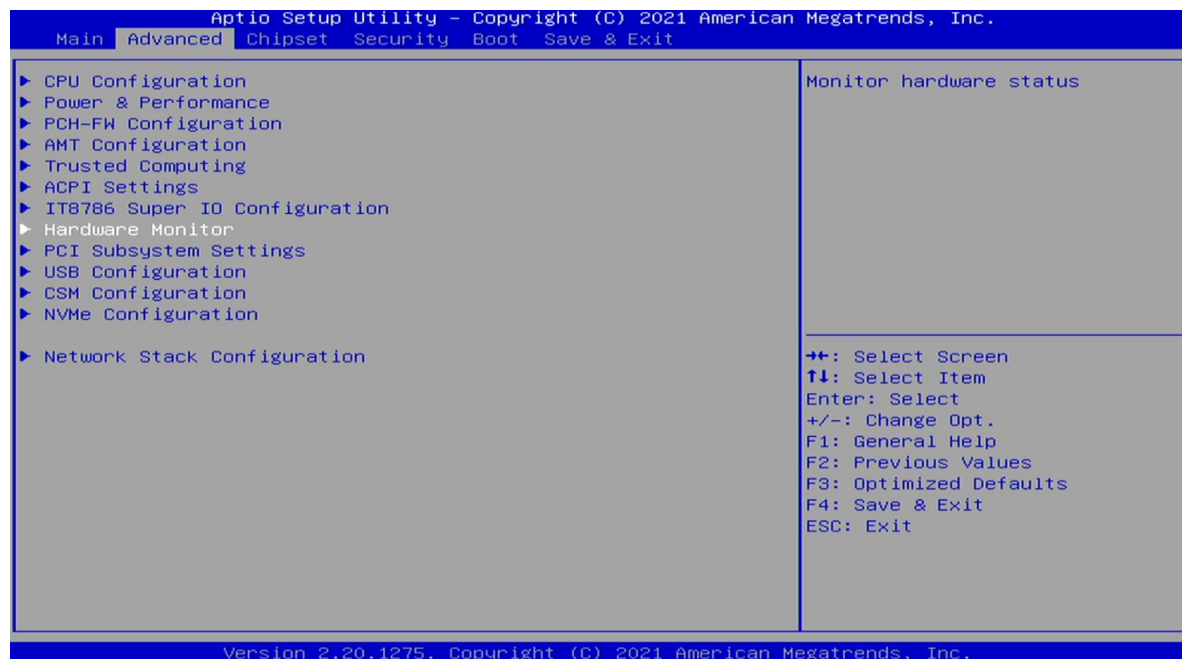 Aptio Setup Utility – Copyright (C) 2021 American Megatrends, Inc.
Main Advanced Chipset Security Boot Save & Exit
▶ CPU Configuration
▶ Power & Performance
▶ PCH-FW Configuration
▶ AMT Configuration
▶ Trusted Computing
▶ ACPI Settings
▶ IT8786 Super IO Configuration
▶ Hardware Monitor
▶ PCI Subsystem Settings
▶ USB Configuration
▶ CSM Configuration
▶ NVMe Configuration
▶ Network Stack Configuration
Monitor hardware status
→←: Select Screen
↑↓: Select Item
Enter: Select
+/-: Change Opt.
F1: General Help
F2: Previous Values
F3: Optimized Defaults
F4: Save & Exit
ESC: Exit
Version 2.20.1275. Copyright (C) 2021 American Megatrends, Inc.